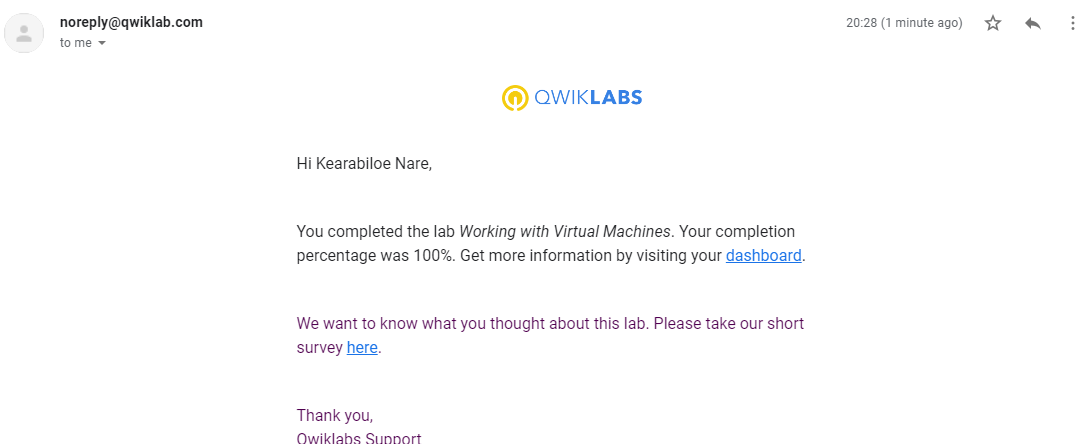 noreply@qwiklab.com
20:28 (1 minute ago)
to me
QWIKLABS
Hi Kearabiloe Nare,
You completed the lab Working with Virtual Machines. Your completion
percentage was 100%. Get more information by visiting your dashboard.
We want to know what you thought about this lab. Please take our short
survey here.
Thank you,
Qwiklabs Support